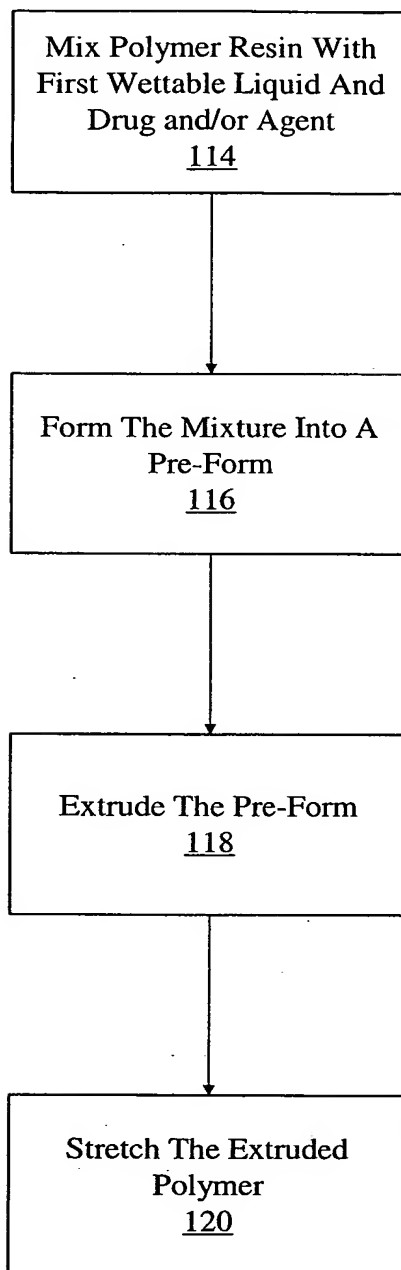 Mix Polymer Resin With
First Wettable Liquid And
Drug and/or Agent
114
Form The Mixture Into A
Pre-Form
116
Extrude The Pre-Form
118
Stretch The Extruded
Polymer
120